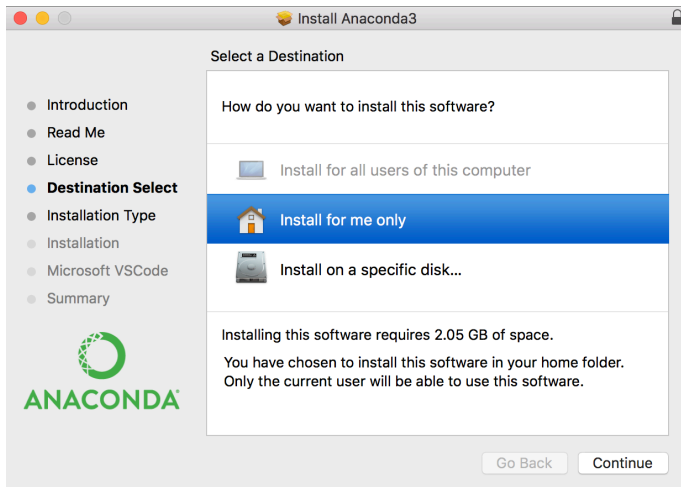 Install Anaconda3
Select a Destination
Introduction
Read Me
License
Destination Select
Installation Type
Installation
Microsoft VSCode
Summary
ANACONDA
How do you want to install this software?
Install for all users of this computer
Install for me only
Install on a specific disk...
Installing this software requires 2.05 GB of space.
You have chosen to install this software in your home folder.
Only the current user will be able to use this software.
Go Back
Continue